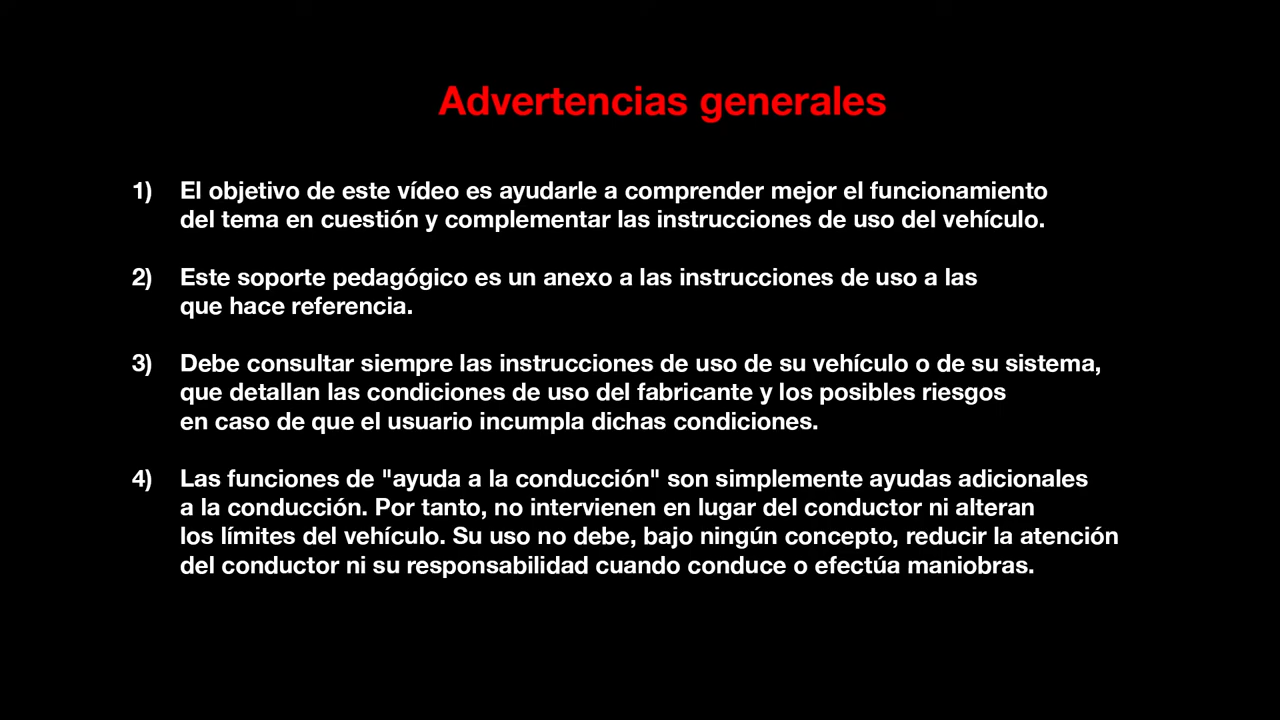 Advertencias generales
1) El objetivo de este vídeo es ayudarle a comprender mejor el funcionamiento
del tema en cuestión y complementar las instrucciones de uso del vehículo.
2) Este soporte pedagógico es un anexo a las instrucciones de uso a las
que hace referencia.
3) Debe consultar siempre las instrucciones de uso de su vehículo o de su sistema,
que detallan las condiciones de uso del fabricante y los posibles riesgos
en caso de que el usuario incumpla dichas condiciones.
4) Las funciones de "ayuda a la conducción" son simplemente ayudas adicionales
a la conducción. Por tanto, no intervienen en lugar del conductor ni alteran
los límites del vehículo. Su uso no debe, bajo ningún concepto, reducir la atención
del conductor ni su responsabilidad cuando conduce o efectúa maniobras.